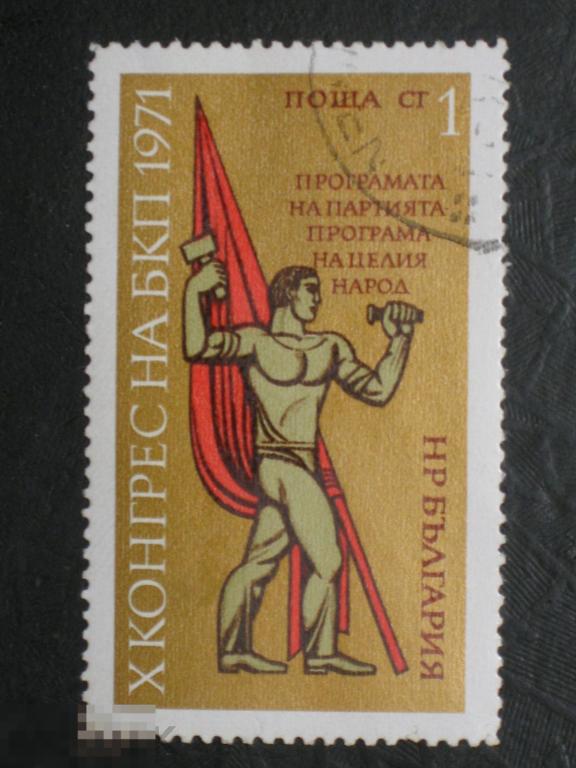 ПОЩА СТ 1
ПРОГРАМАТА
НА ПАРТИЯТА-
ПРОГРАМА
НА ЦЕЛИЯ
НАРОД
X КОНГРЕС НА БКП 1971
НР БЪЛГАРИЯ